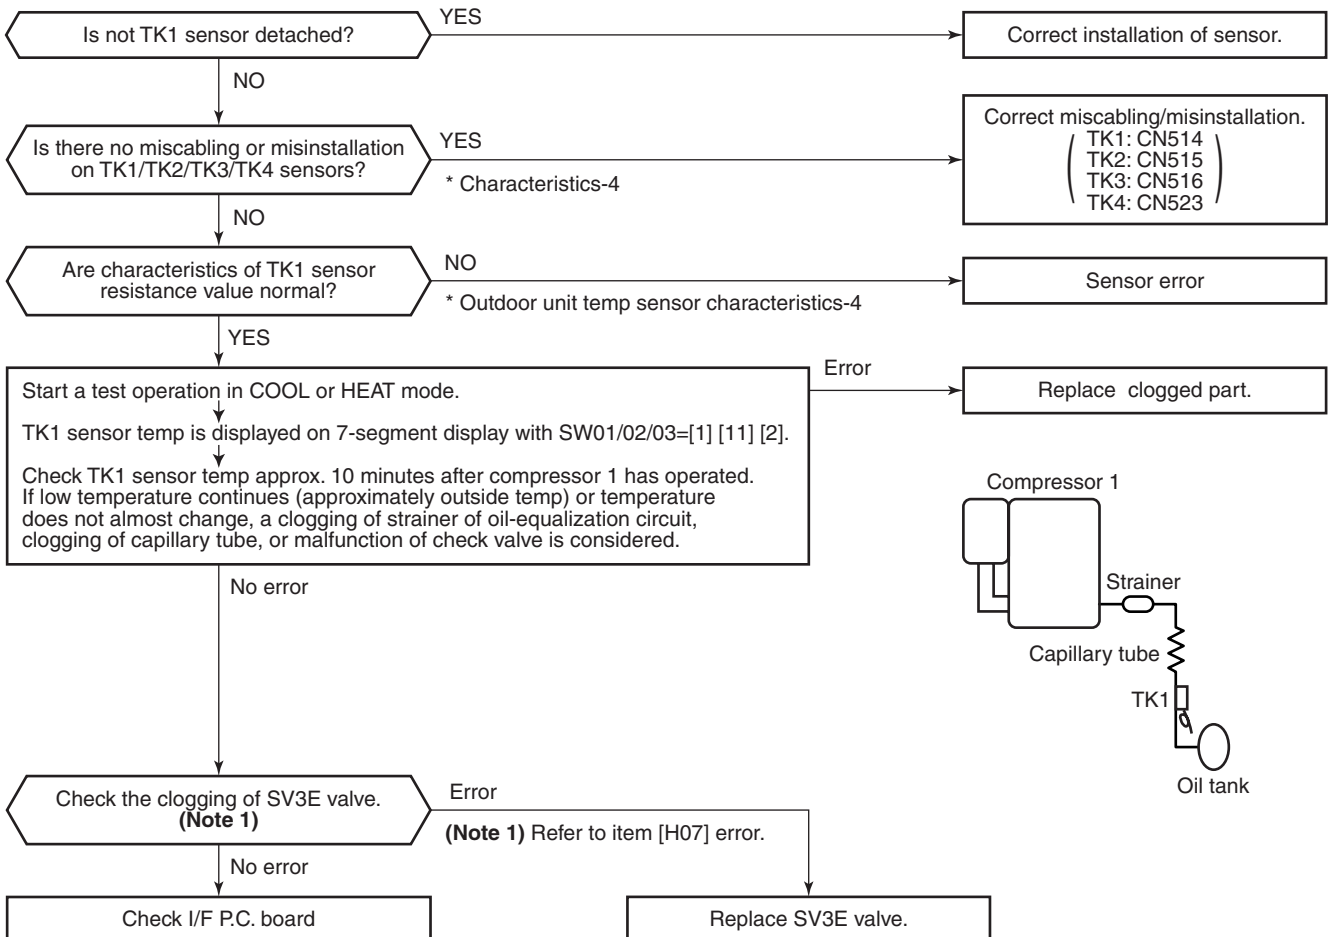 Is not TK1 sensor detached?
YES
Correct installation of sensor.
NO
Is there no miscabling or misinstallation
on TK1/TK2/TK3/TK4 sensors?
YES
* Characteristics-4
Correct miscabling/misinstallation.
TK1: CN514
TK2: CN515
TK3: CN516
TK4: CN523
NO
Are characteristics of TK1 sensor
resistance value normal?
NO
* Outdoor unit temp sensor characteristics-4
Sensor error
YES
Start a test operation in COOL or HEAT mode.
TK1 sensor temp is displayed on 7-segment display with SW01/02/03=[1] [11] [2].
Check TK1 sensor temp approx. 10 minutes after compressor 1 has operated.
If low temperature continues (approximately outside temp) or temperature
does not almost change, a clogging of strainer of oil-equalization circuit,
clogging of capillary tube, or malfunction of check valve is considered.
Error
Replace clogged part.
Compressor 1
Strainer
Capillary tube
TK1
Oil tank
No error
Check the clogging of SV3E valve.
(Note 1)
Error
(Note 1) Refer to item [H07] error.
No error
Check I/F P.C. board
Replace SV3E valve.